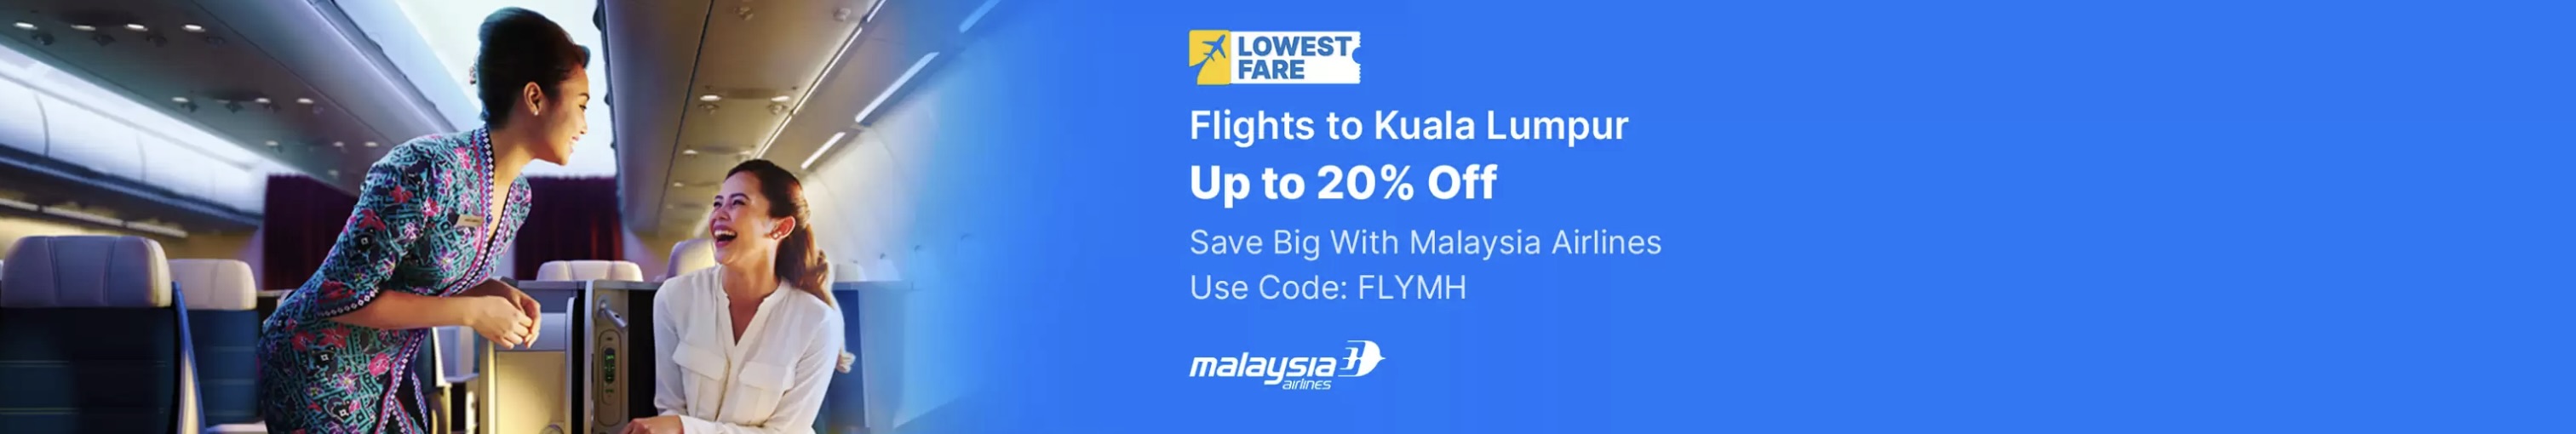 LOWEST
FARE
Flights to Kuala Lumpur
Up to 20% Off
Save Big With Malaysia Airlines
Use Code: FLYMH
malaysia
airlines